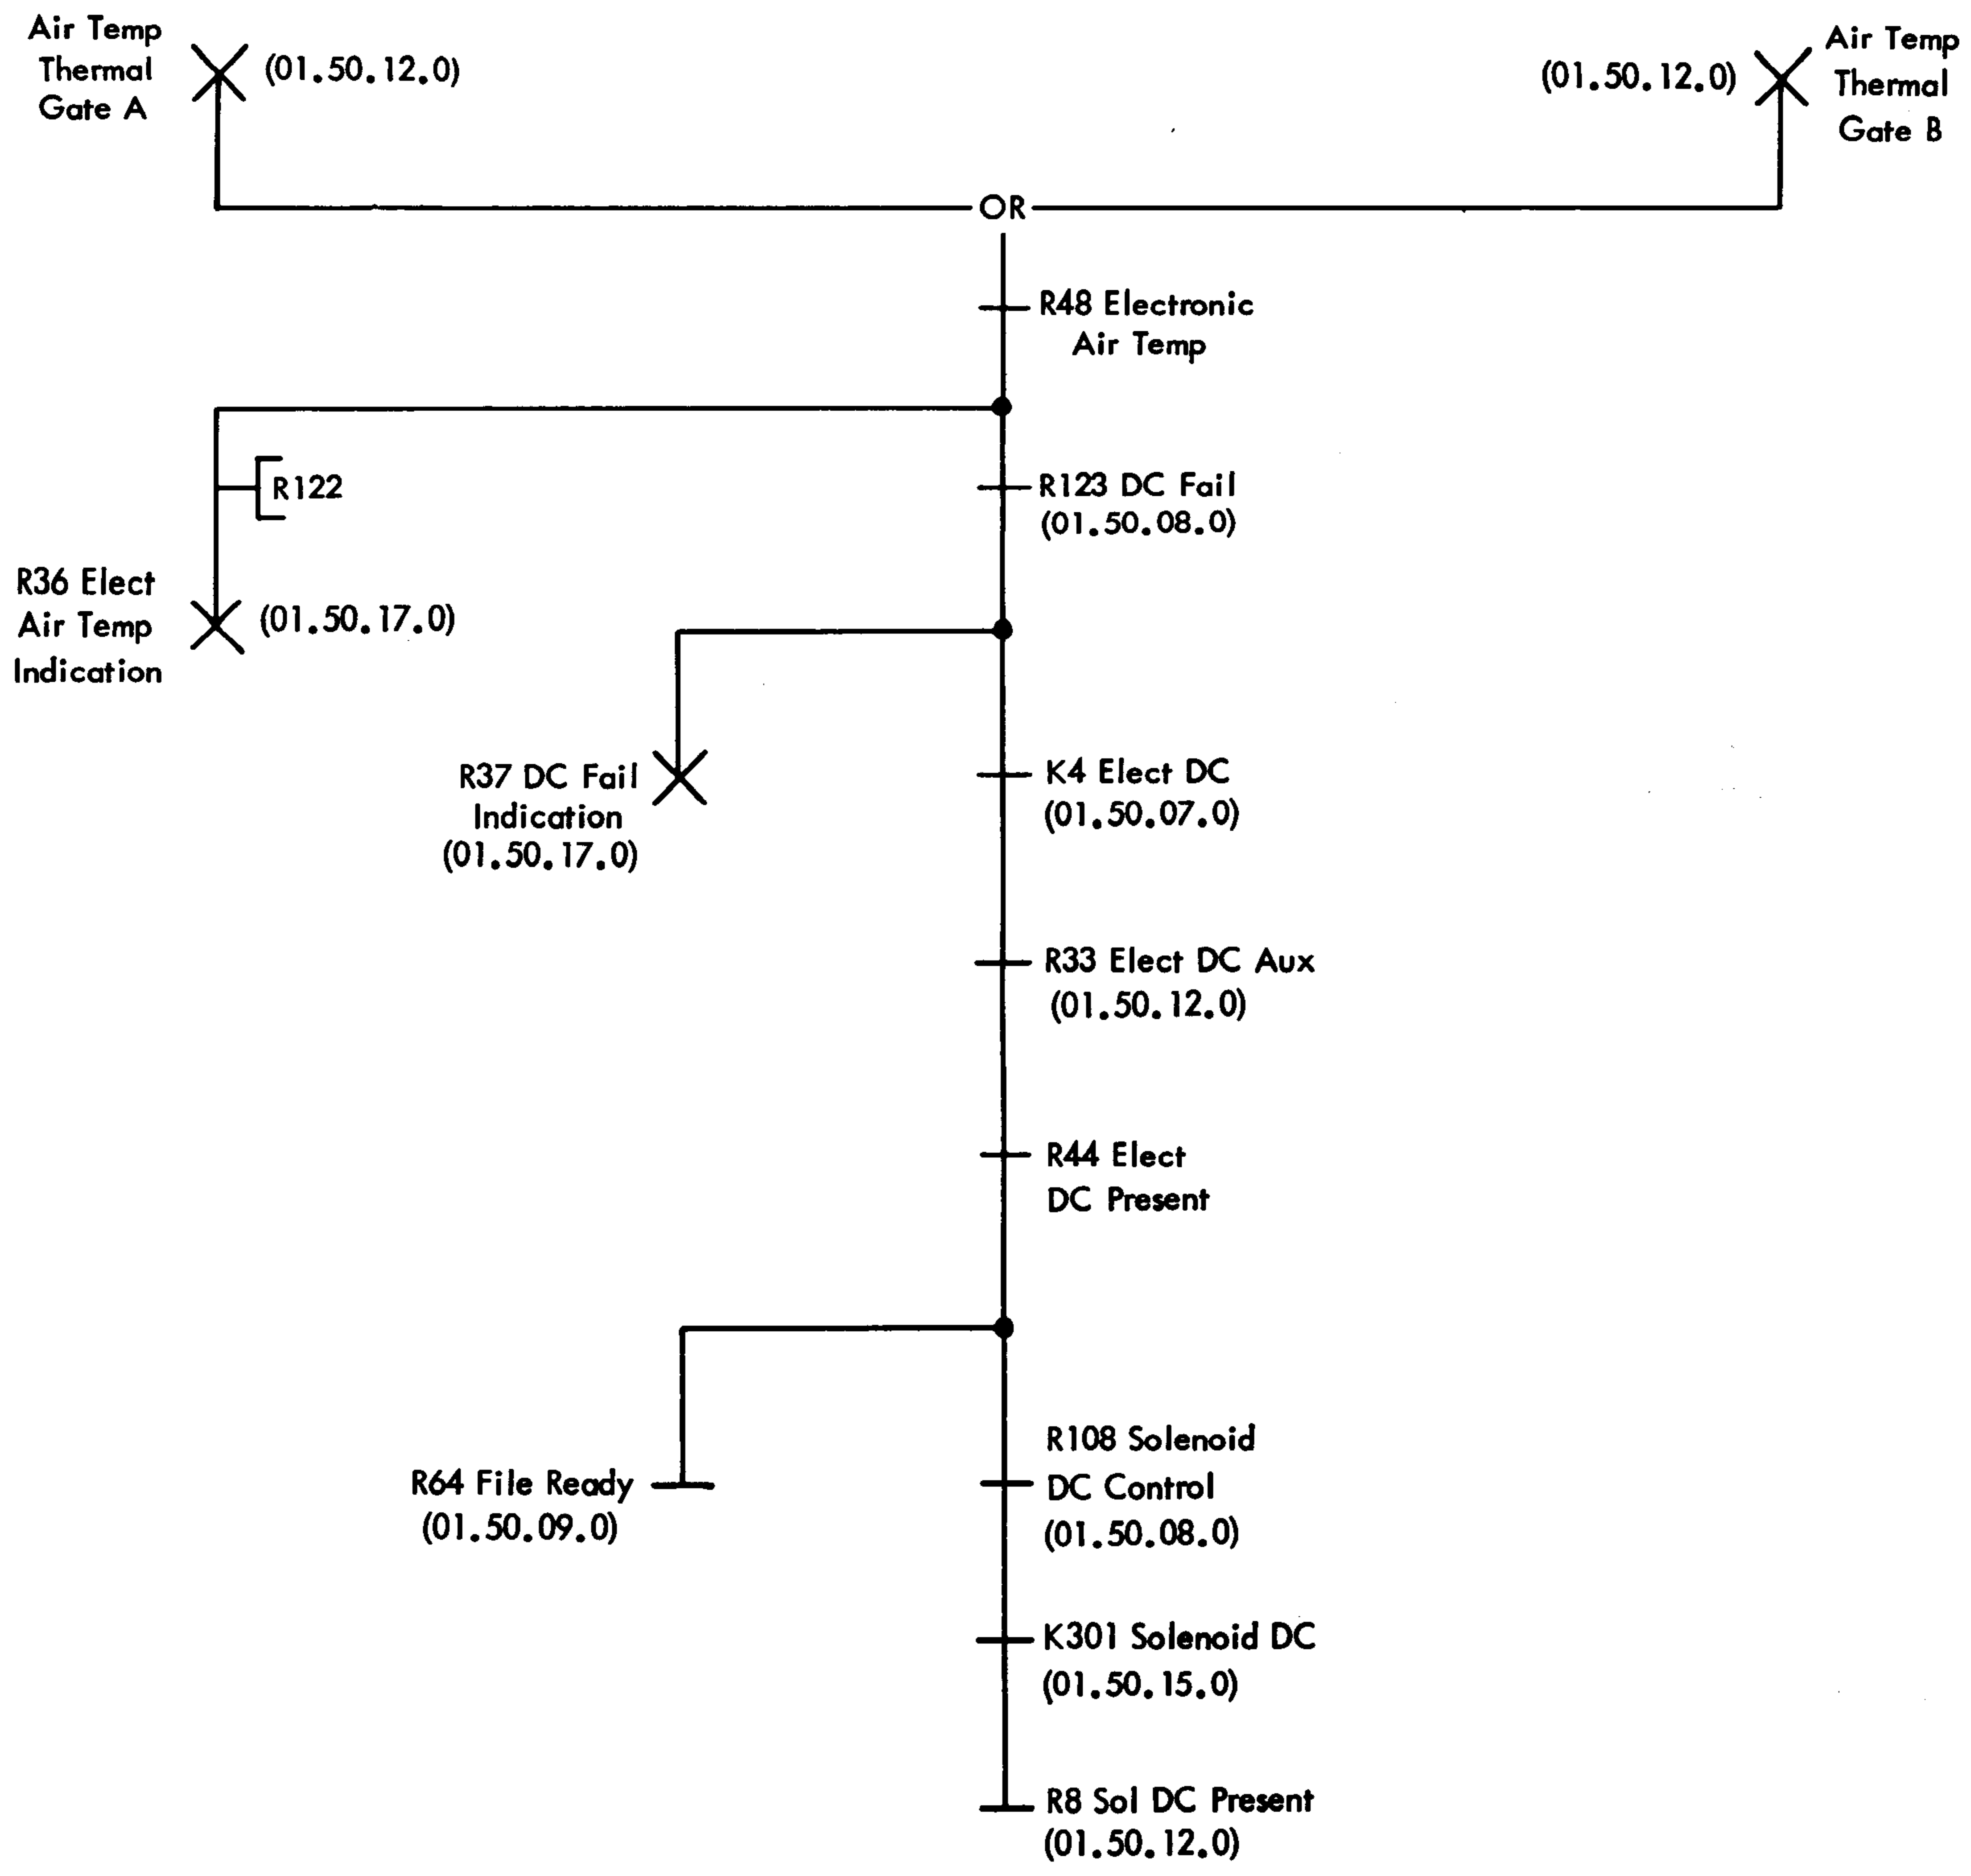 Air Temp
Thermal
Gate A
(01.50.12.0)
(01.50.12.0)
Air Temp
Thermal
Gate B
OR
R48 Electronic
Air Temp
R122
R123 DC Fail
(01.50.08.0)
R36 Elect
Air Temp
Indication
(01.50.17.0)
R37 DC Fail
Indication
(01.50.17.0)
K4 Elect DC
(01.50.07.0)
R33 Elect DC Aux
(01.50.12.0)
R44 Elect
DC Present
R64 File Ready
(01.50.09.0)
R108 Solenoid
DC Control
(01.50.08.0)
K301 Solenoid DC
(01.50.15.0)
R8 Sol DC Present
(01.50.12.0)